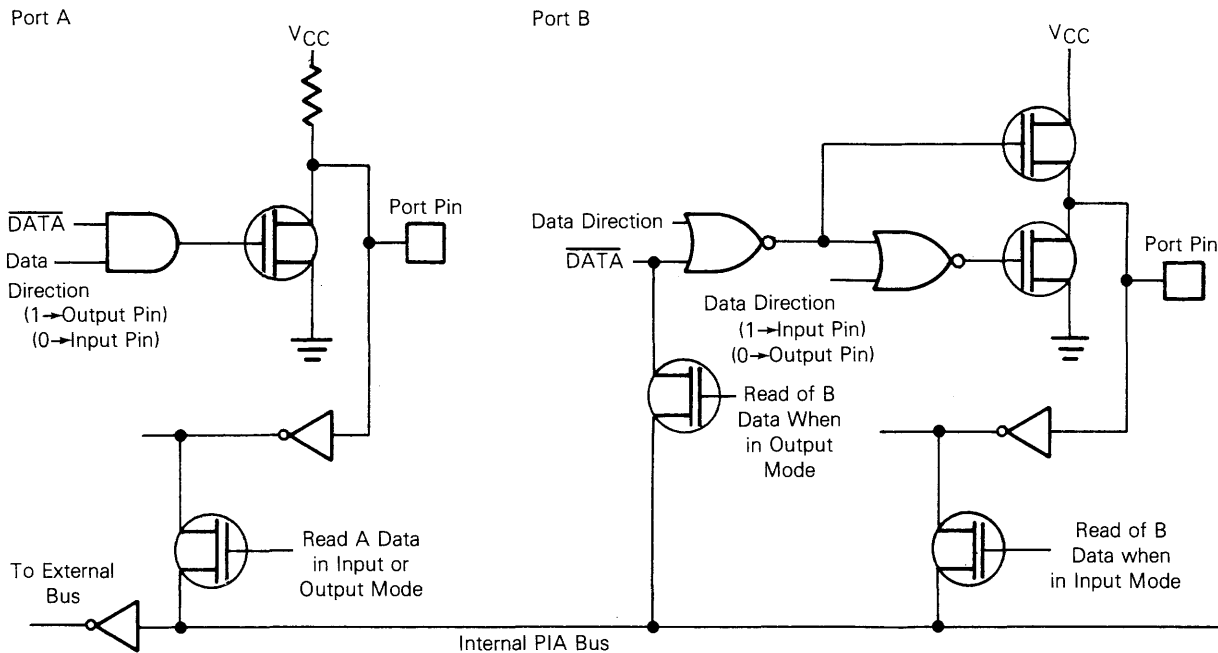 Port A
V_CC
DATA
Data
Direction
(1→Output Pin)
(0→Input Pin)
Port Pin
Read A Data
in Input or
Output Mode
To External
Bus
Internal PIA Bus
Port B
V_CC
Data Direction
DATA
Data Direction
(1→Input Pin)
(0→Output Pin)
Port Pin
Read of B
Data When
in Output
Mode
Read of B
Data when
in Input Mode